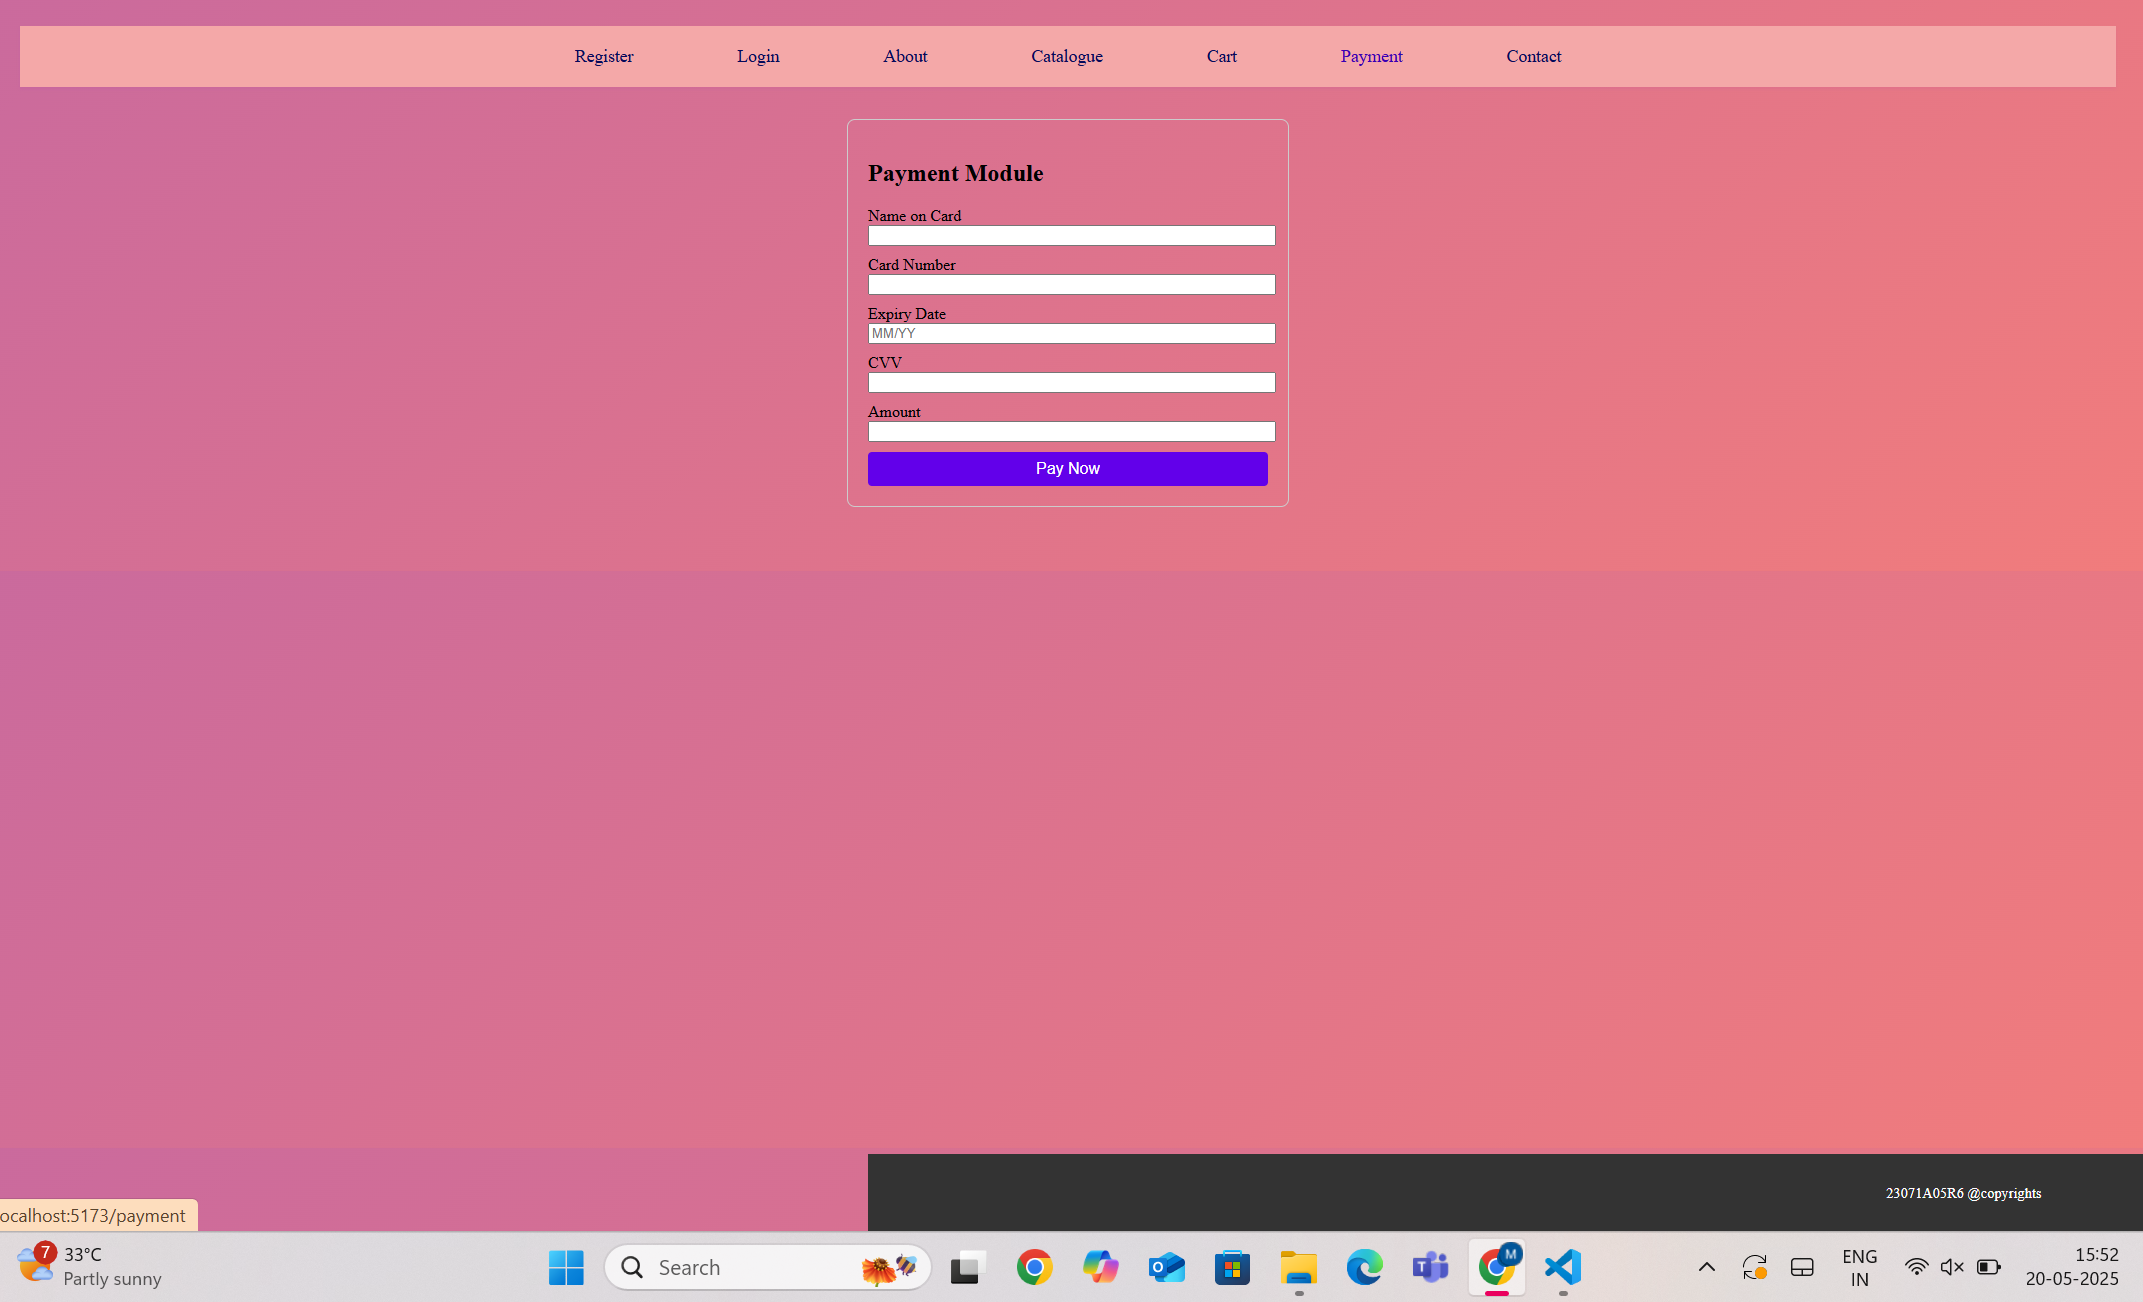 Register Login About Catalogue Cart Payment Contact
Payment Module
Name on Card
Card Number
Expiry Date
MM/YY
CVV
Amount
Pay Now
23071A05R6 @copyrights
ocalhost:5173/payment
7
33°C
Partly sunny
Search
M
ENG
IN
15:52
20-05-2025